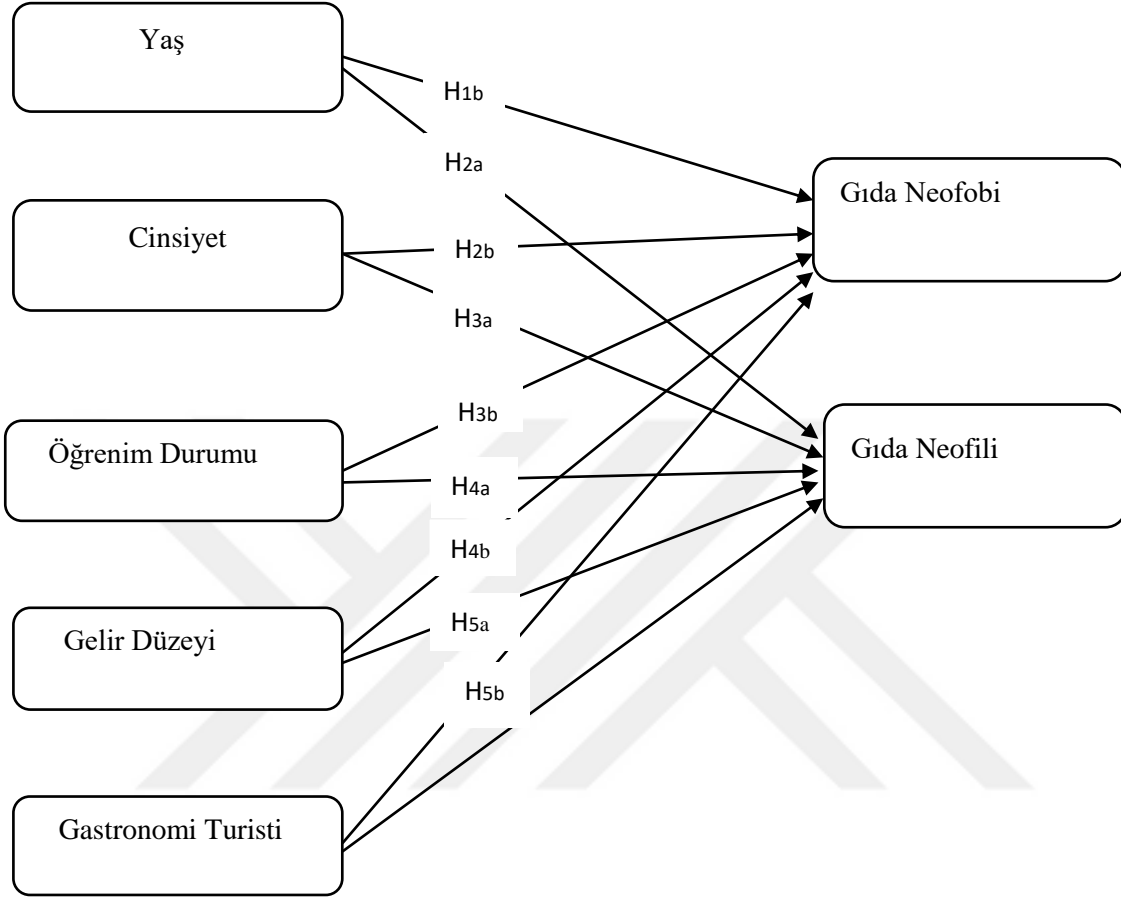 Yaş
H1b
H2a
Gıda Neofobi
Cinsiyet
H2b
H3a
H3b
Öğrenim Durumu
Gıda Neofili
H4a
H4b
H5a
Gelir Düzeyi
H5b
Gastronomi Turisti